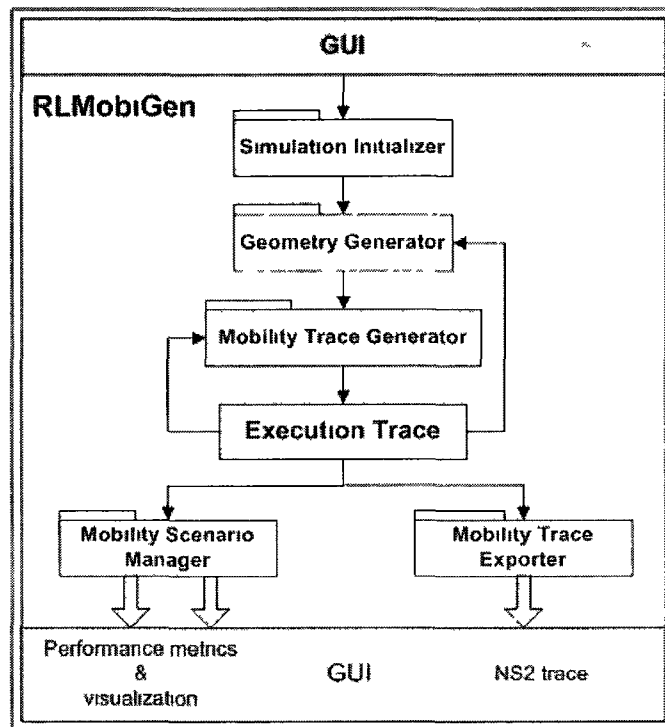 GUI
RLMobiGen
Simulation Initializer
Geometry Generator
Mobility Trace Generator
Execution Trace
Mobility Scenario
Manager
Mobility Trace
Exporter
Performance metrics
&
visualization
GUI
NS2 trace